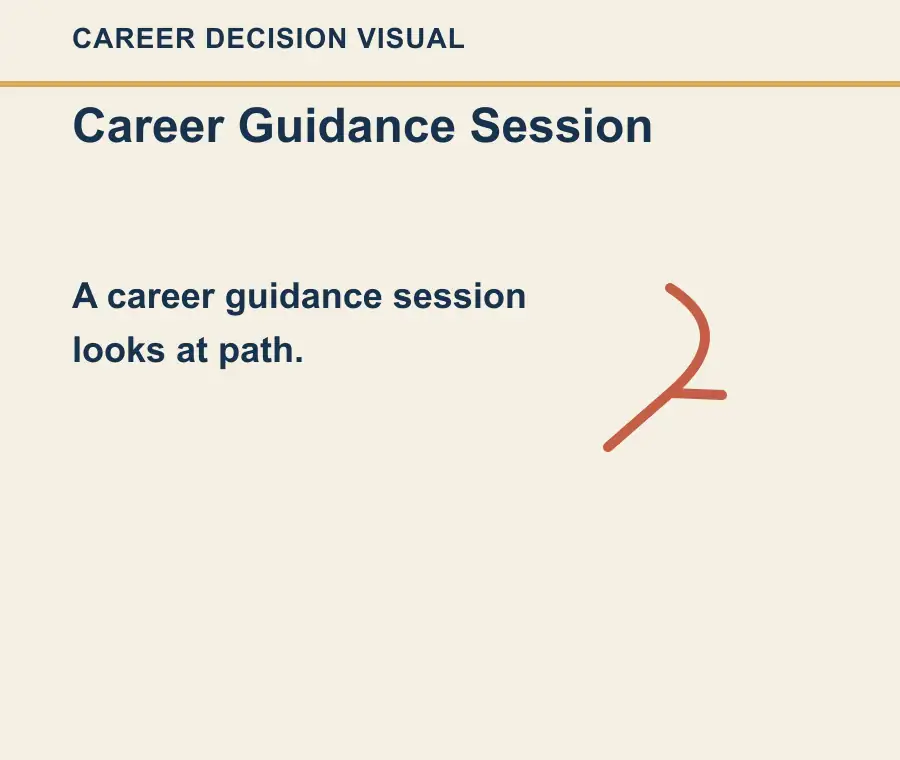 CAREER DECISION VISUAL
Career Guidance Session
A career guidance session
looks at path.